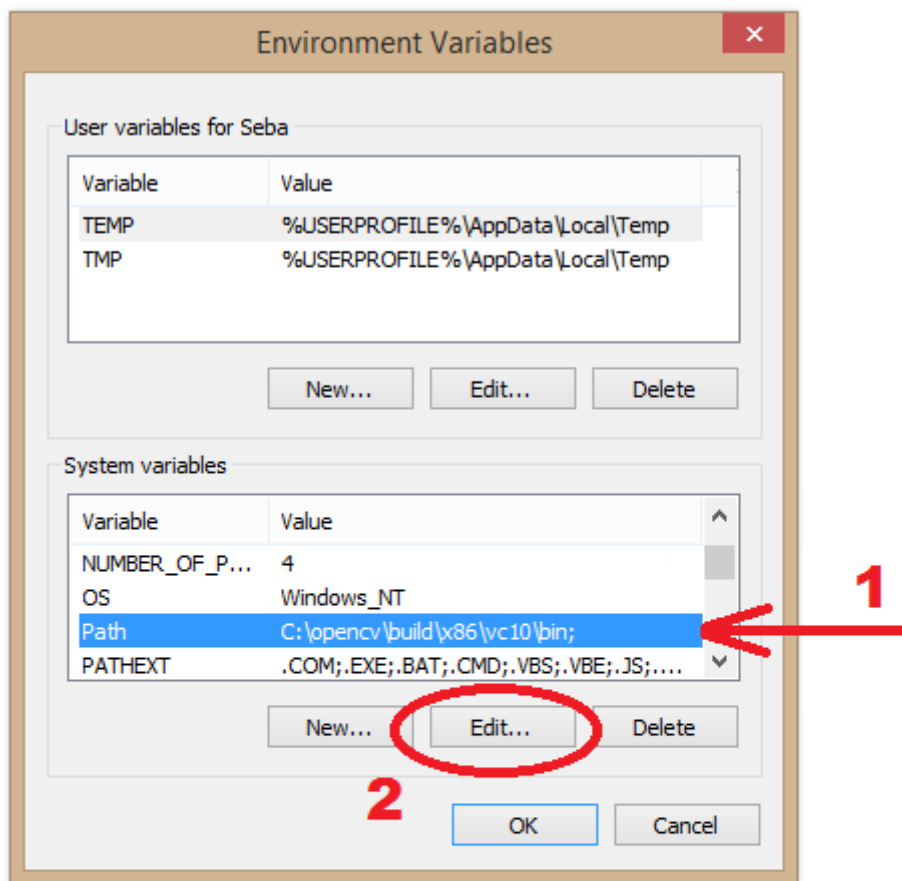 Environment Variables
User variables for Seba
Variable Value
TEMP %USERPROFILE%\AppData\Local\Temp
TMP %USERPROFILE%\AppData\Local\Temp
New... Edit... Delete
System variables
Variable Value
NUMBER_OF_P... 4
OS Windows_NT
Path C:\opencv\build\x86\vc10\bin;
1
PATHEXT .COM;.EXE;.BAT;.CMD;.VBS;.VBE;.JS;....
New... Edit... Delete
2
OK Cancel